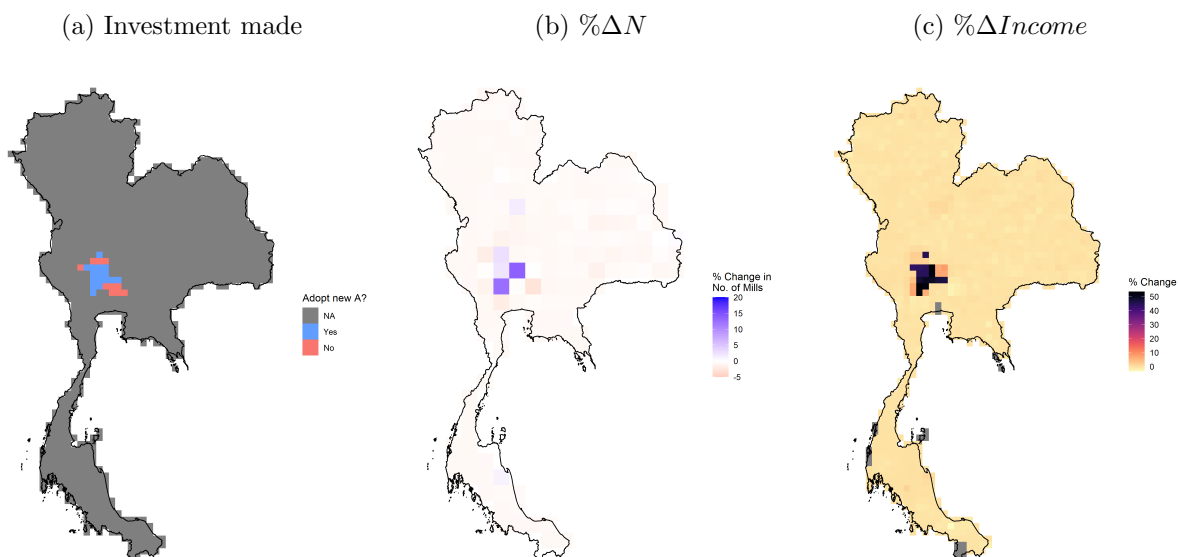 (a) Investment made
(b) %ΔN
(c) %ΔIncome
Adopt new A?
NA
Yes
No
% Change in
No. of Mills
20
15
10
5
0
-5
% Change
50
40
30
20
10
0